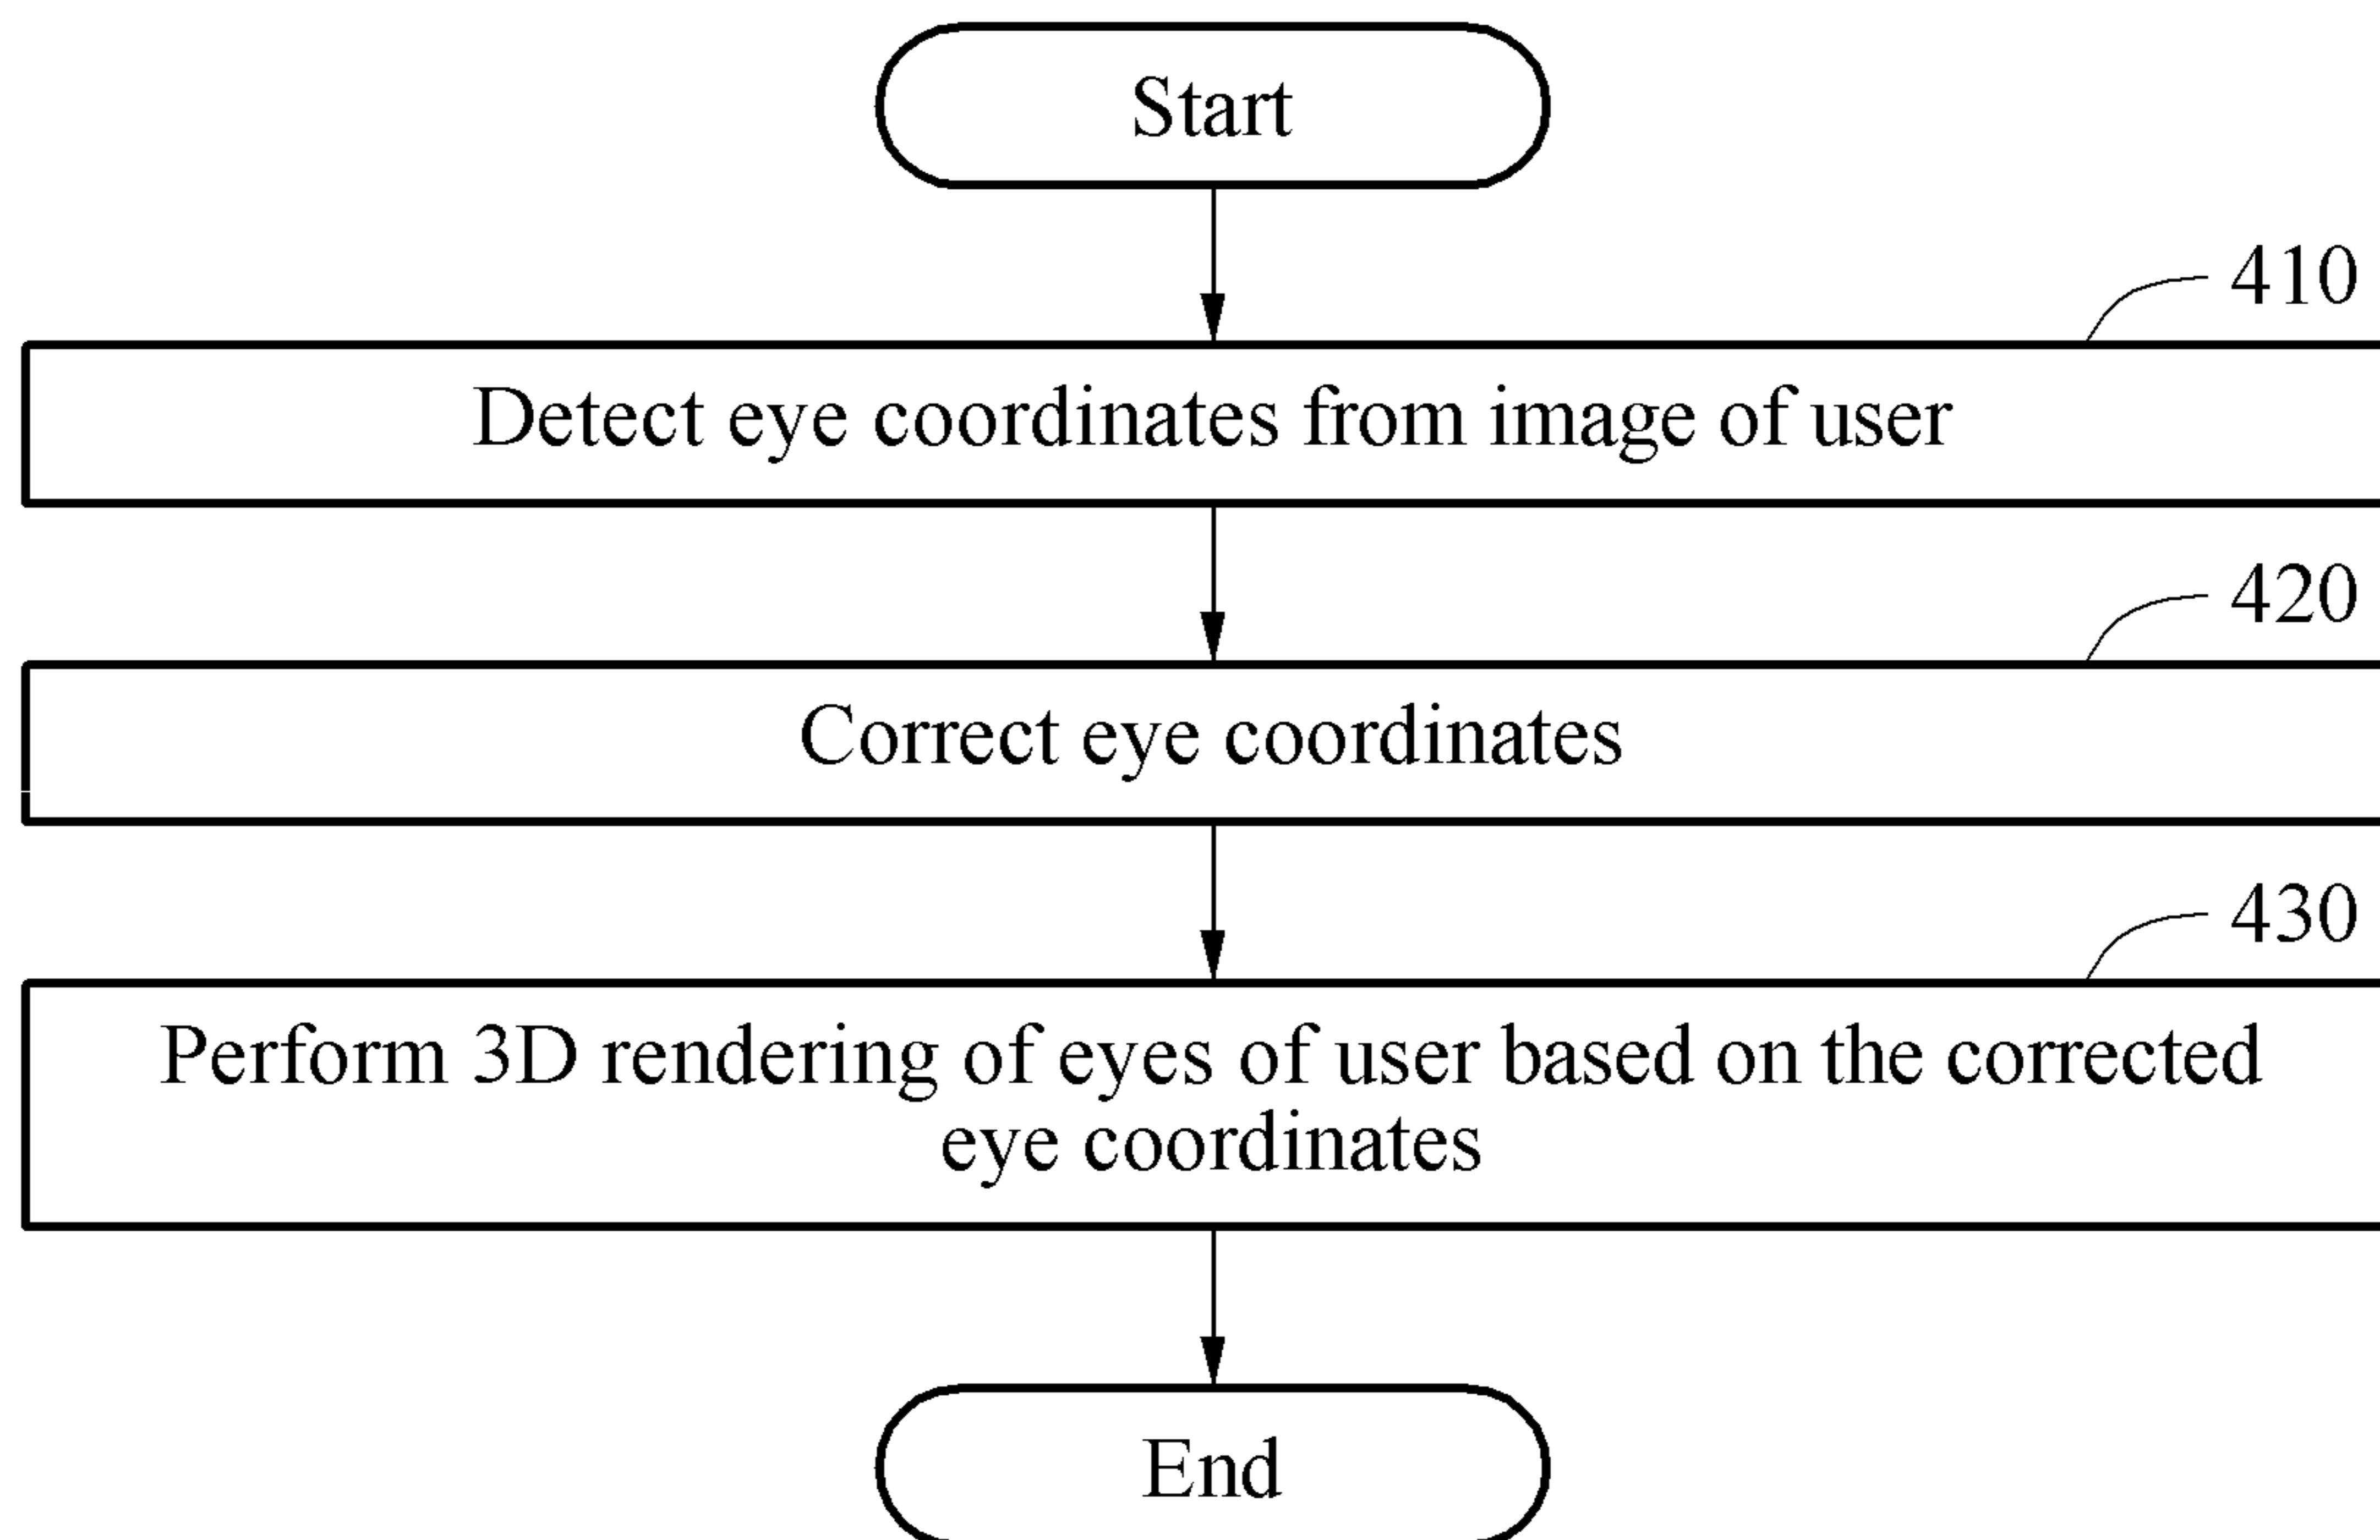 Start
410
Detect eye coordinates from image of user
420
Correct eye coordinates
430
Perform 3D rendering of eyes of user based on the corrected
eye coordinates
End